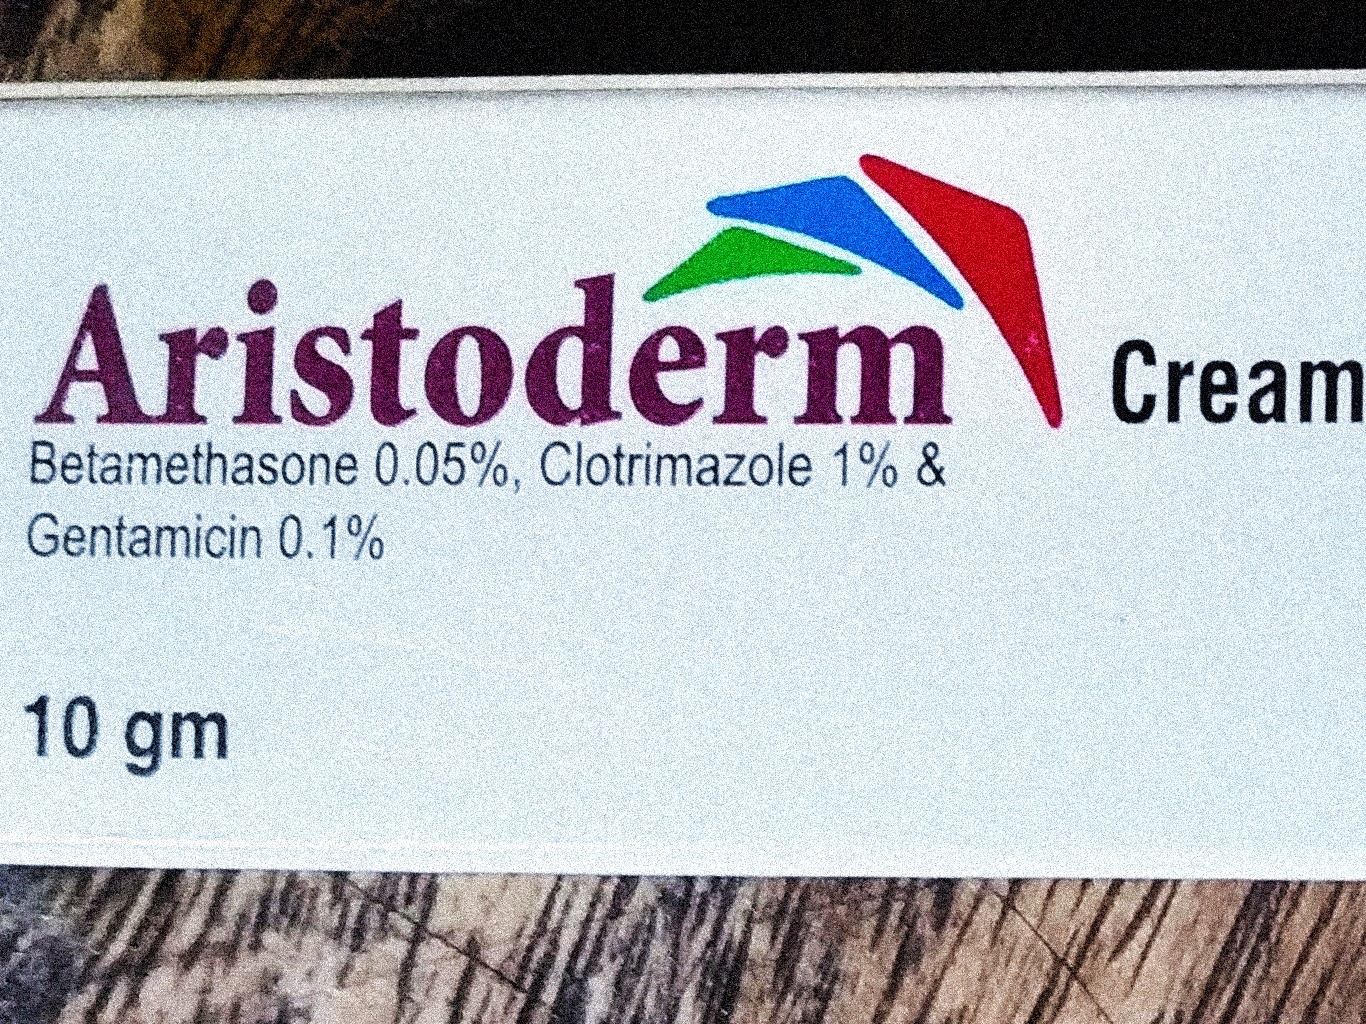 Aristoderm Cream
Betamethasone 0.05%, Clotrimazole 1% &
Gentamicin 0.1%
10 gm